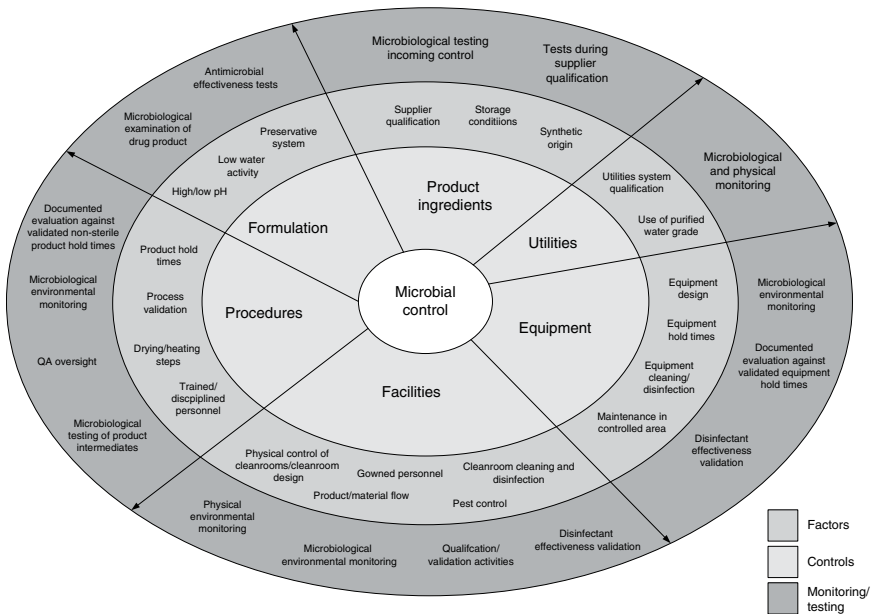 Microbiological testing
incoming control
Tests during
supplier
qualification
Antimicrobial
effectiveness tests
Microbiological
examination of
drug product
Supplier
qualification
Storage
conditiions
Synthetic
origin
Preservative
system
Low water
activity
High/low pH
Microbiological
and physical
monitoring
Utilities system
qualification
Use of purified
water grade
Product
ingredients
Formulation
Utilities
Documented
evaluation against
validated non-sterile
product hold times
Microbiological
environmental
monitoring
QA oversight
Microbiological
testing of product
intermediates
Product hold
times
Process
validation
Drying/heating
steps
Trained/
discpiplined
personnel
Procedures
Microbial
control
Equipment
Facilities
Equipment
design
Equipment
hold times
Equipment
cleaning/
disinfection
Maintenance in
controlled area
Microbiological
environmental
monitoring
Documented
evaluation against
validated equipment
hold times
Disinfectant
effectiveness
validation
Physical control of
cleanrooms/cleanroom
design
Gowned personnel
Cleanroom cleaning and
disinfection
Product/material flow
Pest control
Physical
environmental
monitoring
Microbiological
environmental monitoring
Qualifcation/
validation activities
Disinfectant
effectiveness validation
Factors
Controls
Monitoring/
testing